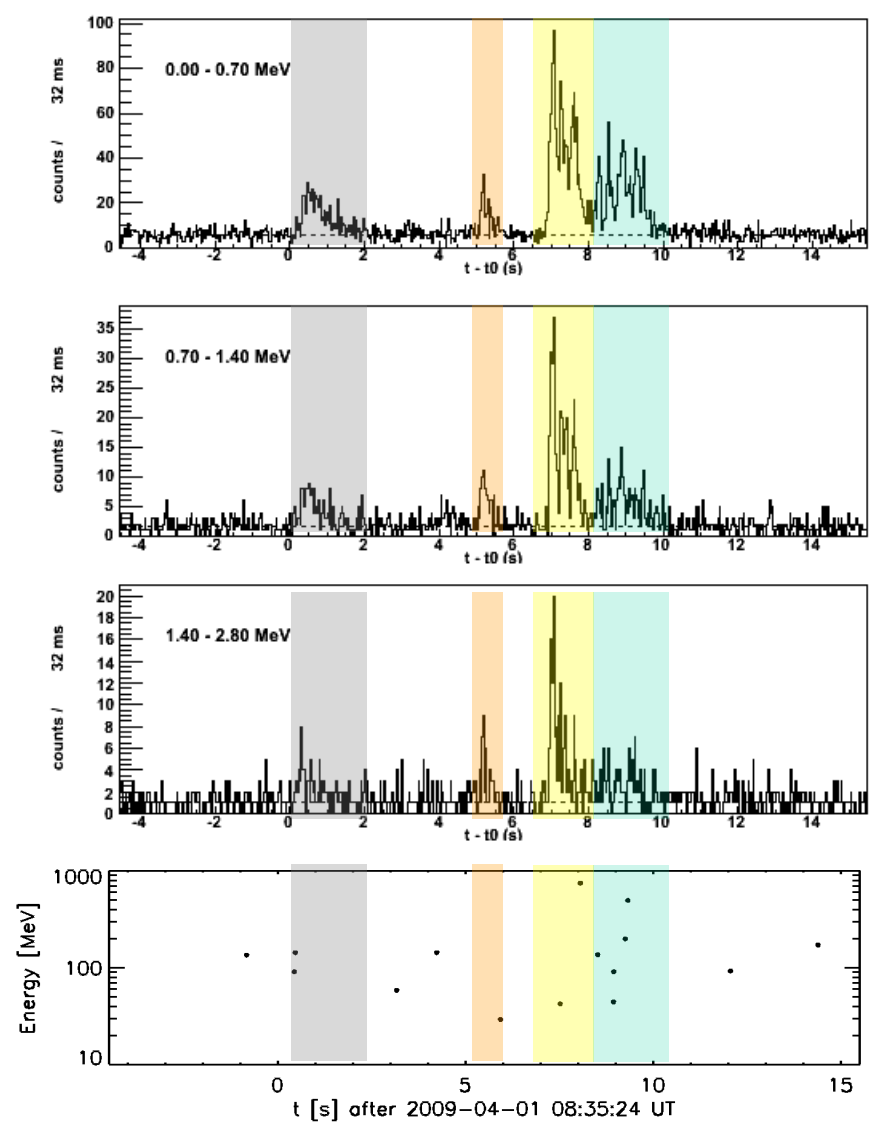 100
80
60
40
20
0
counts / 32 ms
0.00 - 0.70 MeV
-4 -2 0 2 4 6 8 10 12 14
t - t0 (s)
35
30
25
20
15
10
5
0
counts / 32 ms
0.70 - 1.40 MeV
-4 -2 0 2 4 6 8 10 12 14
t - t0 (s)
20
18
16
14
12
10
8
6
4
2
0
counts / 32 ms
1.40 - 2.80 MeV
-4 -2 0 2 4 6 8 10 12 14
t - t0 (s)
1000
100
10
Energy [MeV]
0 5 10 15
t [s] after 2009-04-01 08:35:24 UT